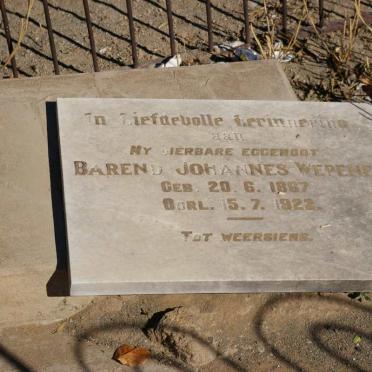 In Liefdevolle Herinnering
aan
My Dierbare Eggenoot
Barend Johannes Wepene
Geb. 20. 6. 1867
Oorl. 15. 7. 1922.
Tot Weersiens.